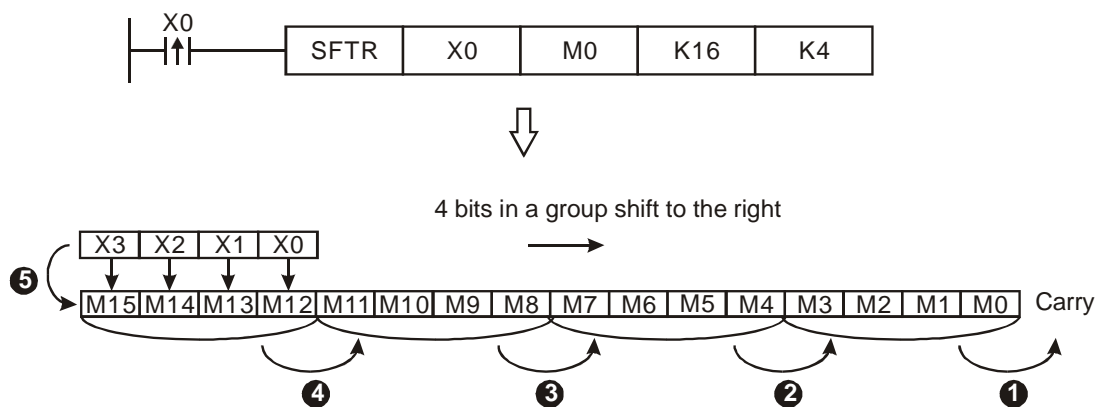 X0
SFTR X0 M0 K16 K4
4 bits in a group shift to the right
X3 X2 X1 X0
5
M15 M14 M13 M12 M11 M10 M9 M8 M7 M6 M5 M4 M3 M2 M1 M0 Carry
4 3 2 1